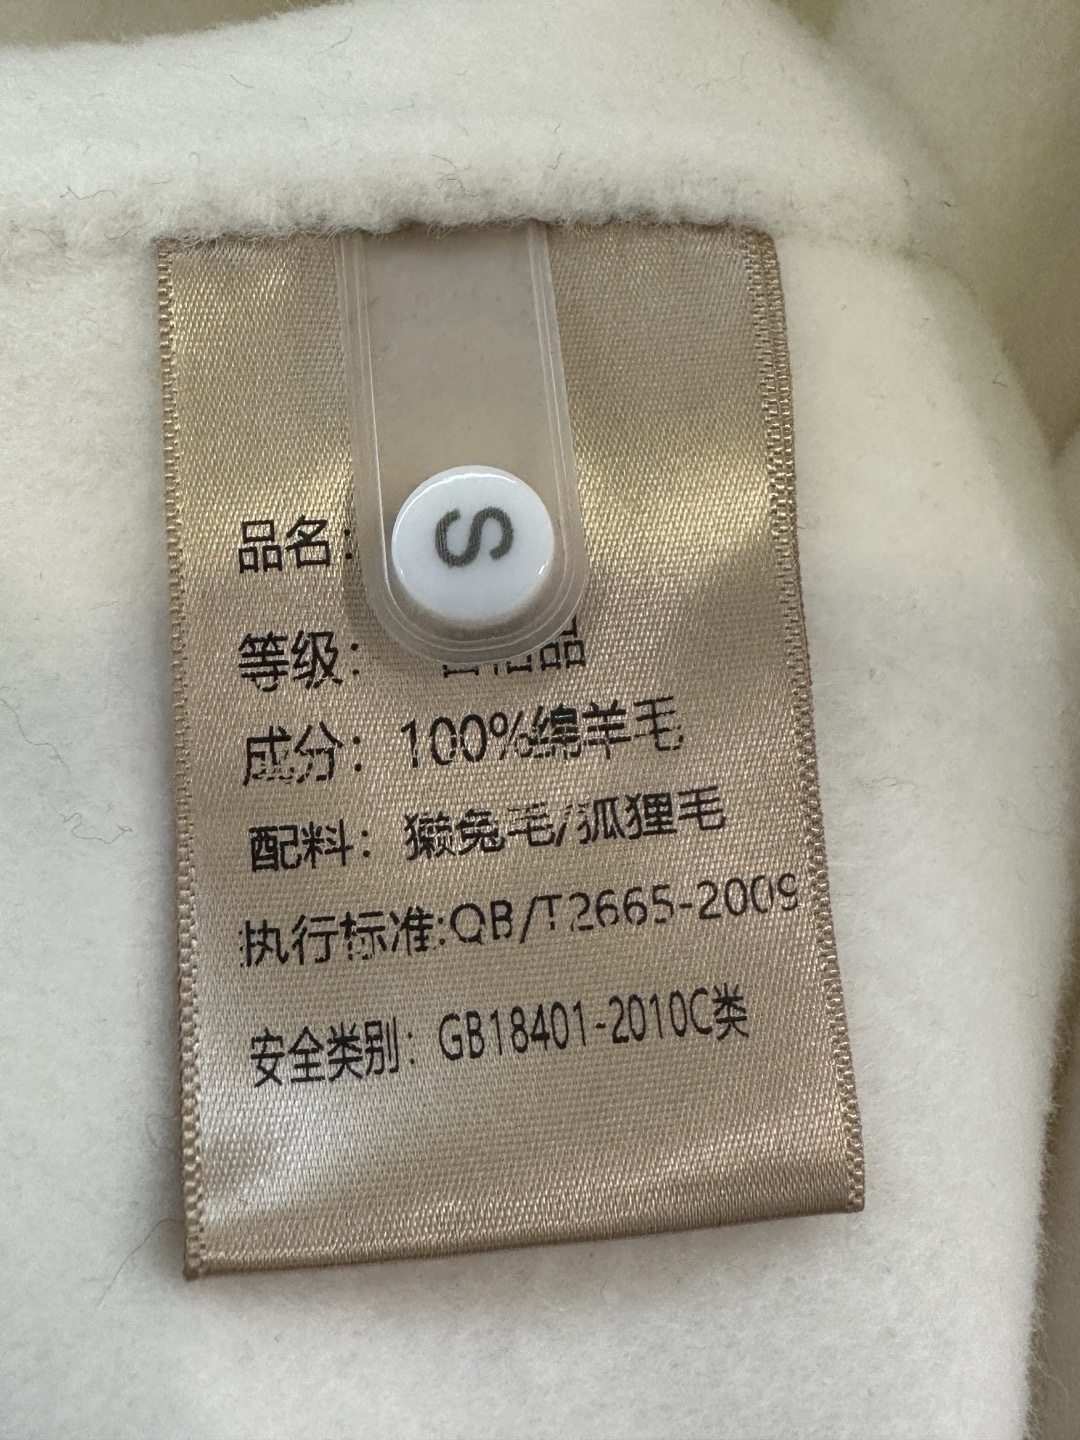 S
品名:
等级: 品
成分: 100%绵羊毛
配料: 獭兔毛/狐狸毛
执行标准:QB/T2665-2009
安全类别: GB18401-2010C类